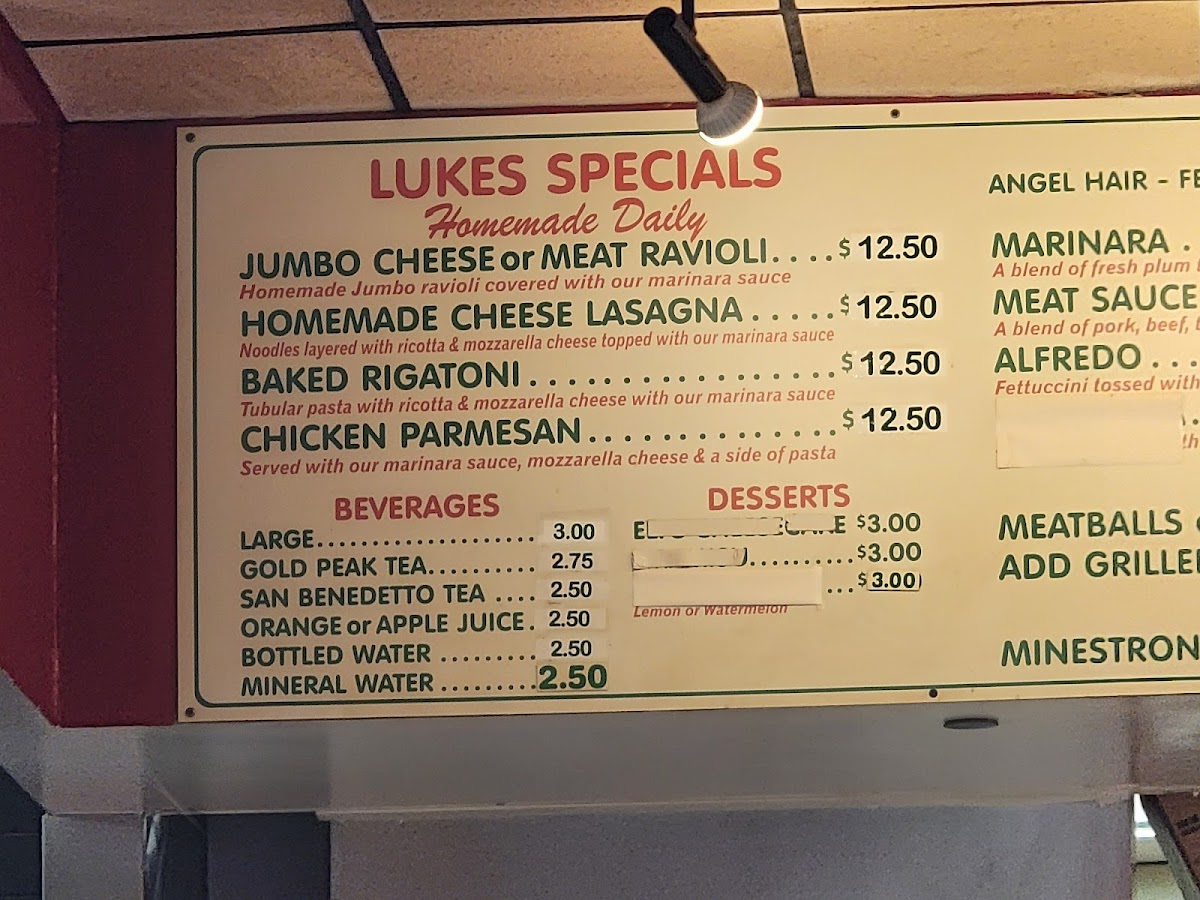 LUKES SPECIALS
Homemade Daily
JUMBO CHEESE or MEAT RAVIOLI....$ 12.50
Homemade Jumbo ravioli covered with our marinara sauce
HOMEMADE CHEESE LASAGNA.....$ 12.50
Noodles layered with ricotta & mozzarella cheese topped with our marinara sauce
BAKED RIGATONI.................$ 12.50
Tubular pasta with ricotta & mozzarella cheese with our marinara sauce
CHICKEN PARMESAN..............$ 12.50
Served with our marinara sauce, mozzarella cheese & a side of pasta
BEVERAGES
LARGE.................... 3.00
GOLD PEAK TEA.......... 2.75
SAN BENEDETTO TEA .... 2.50
ORANGE or APPLE JUICE. 2.50
BOTTLED WATER ......... 2.50
MINERAL WATER .........2.50
DESSERTS
$3.00
..........$3.00
...$3.00
Lemon or Watermelon
ANGEL HAIR - FE
MARINARA .
A blend of fresh plum
MEAT SAUCE
A blend of pork, beef,
ALFREDO ...
Fettuccini tossed with
MEATBALLS
ADD GRILLE
MINESTRON